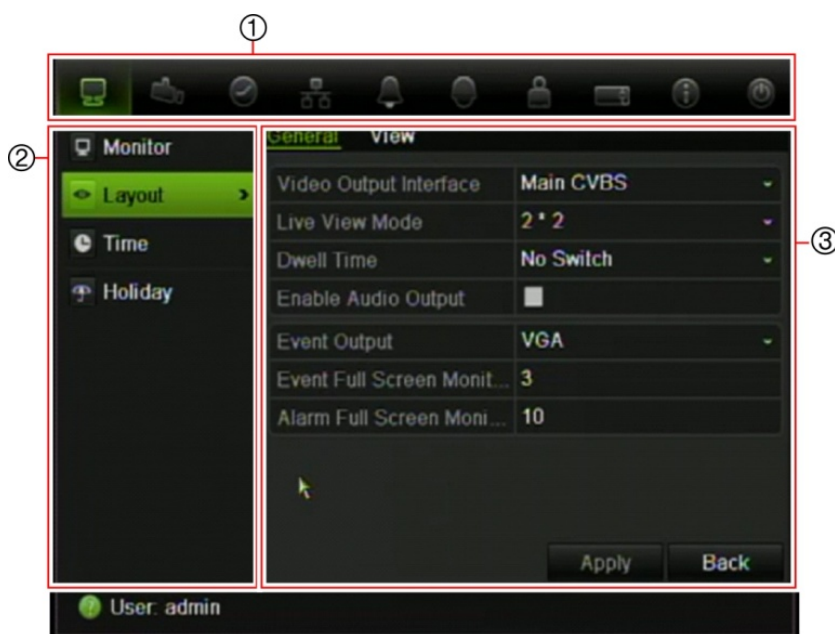 ①
②
③
Monitor
Layout
Time
Holiday
General View
Video Output Interface Main CVBS
Live View Mode 2 * 2
Dwell Time No Switch
Enable Audio Output
Event Output VGA
Event Full Screen Monit... 3
Alarm Full Screen Moni... 10
Apply Back
User: admin